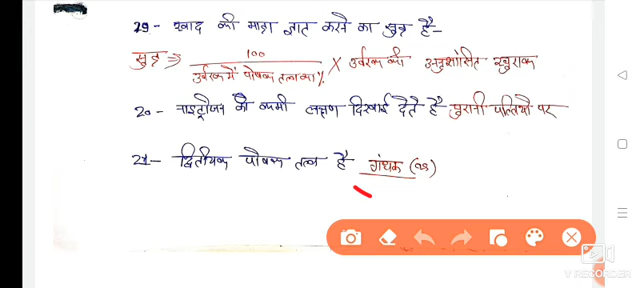 19- खाद की मात्रा ज्ञात करने का सुत्र है-
सुत्र ⇒ 100 / उर्वरक में पोषक तत्व का % × उर्वरक की अनुशांसित खुराक
20- नाइट्रोजन की कमी लक्षण दिखाई देते है पुरानी पत्तियों पर
21- द्वितीयक पोषक तत्व है गंधक (S)
V RECORDER